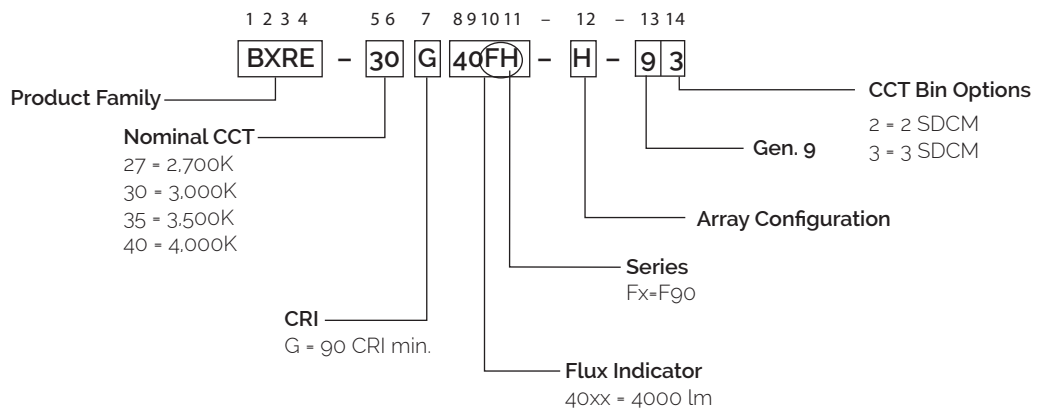 1 2 3 4 5 6 7 8 9 10 11 – 12 – 13 14
BXRE – 30 G 40FH – H – 9 3
Product Family
Nominal CCT
27 = 2,700K
30 = 3,000K
35 = 3,500K
40 = 4,000K
CRI
G = 90 CRI min.
Flux Indicator
40xx = 4000 lm
Series
Fx=F90
Array Configuration
Gen. 9
CCT Bin Options
2 = 2 SDCM
3 = 3 SDCM